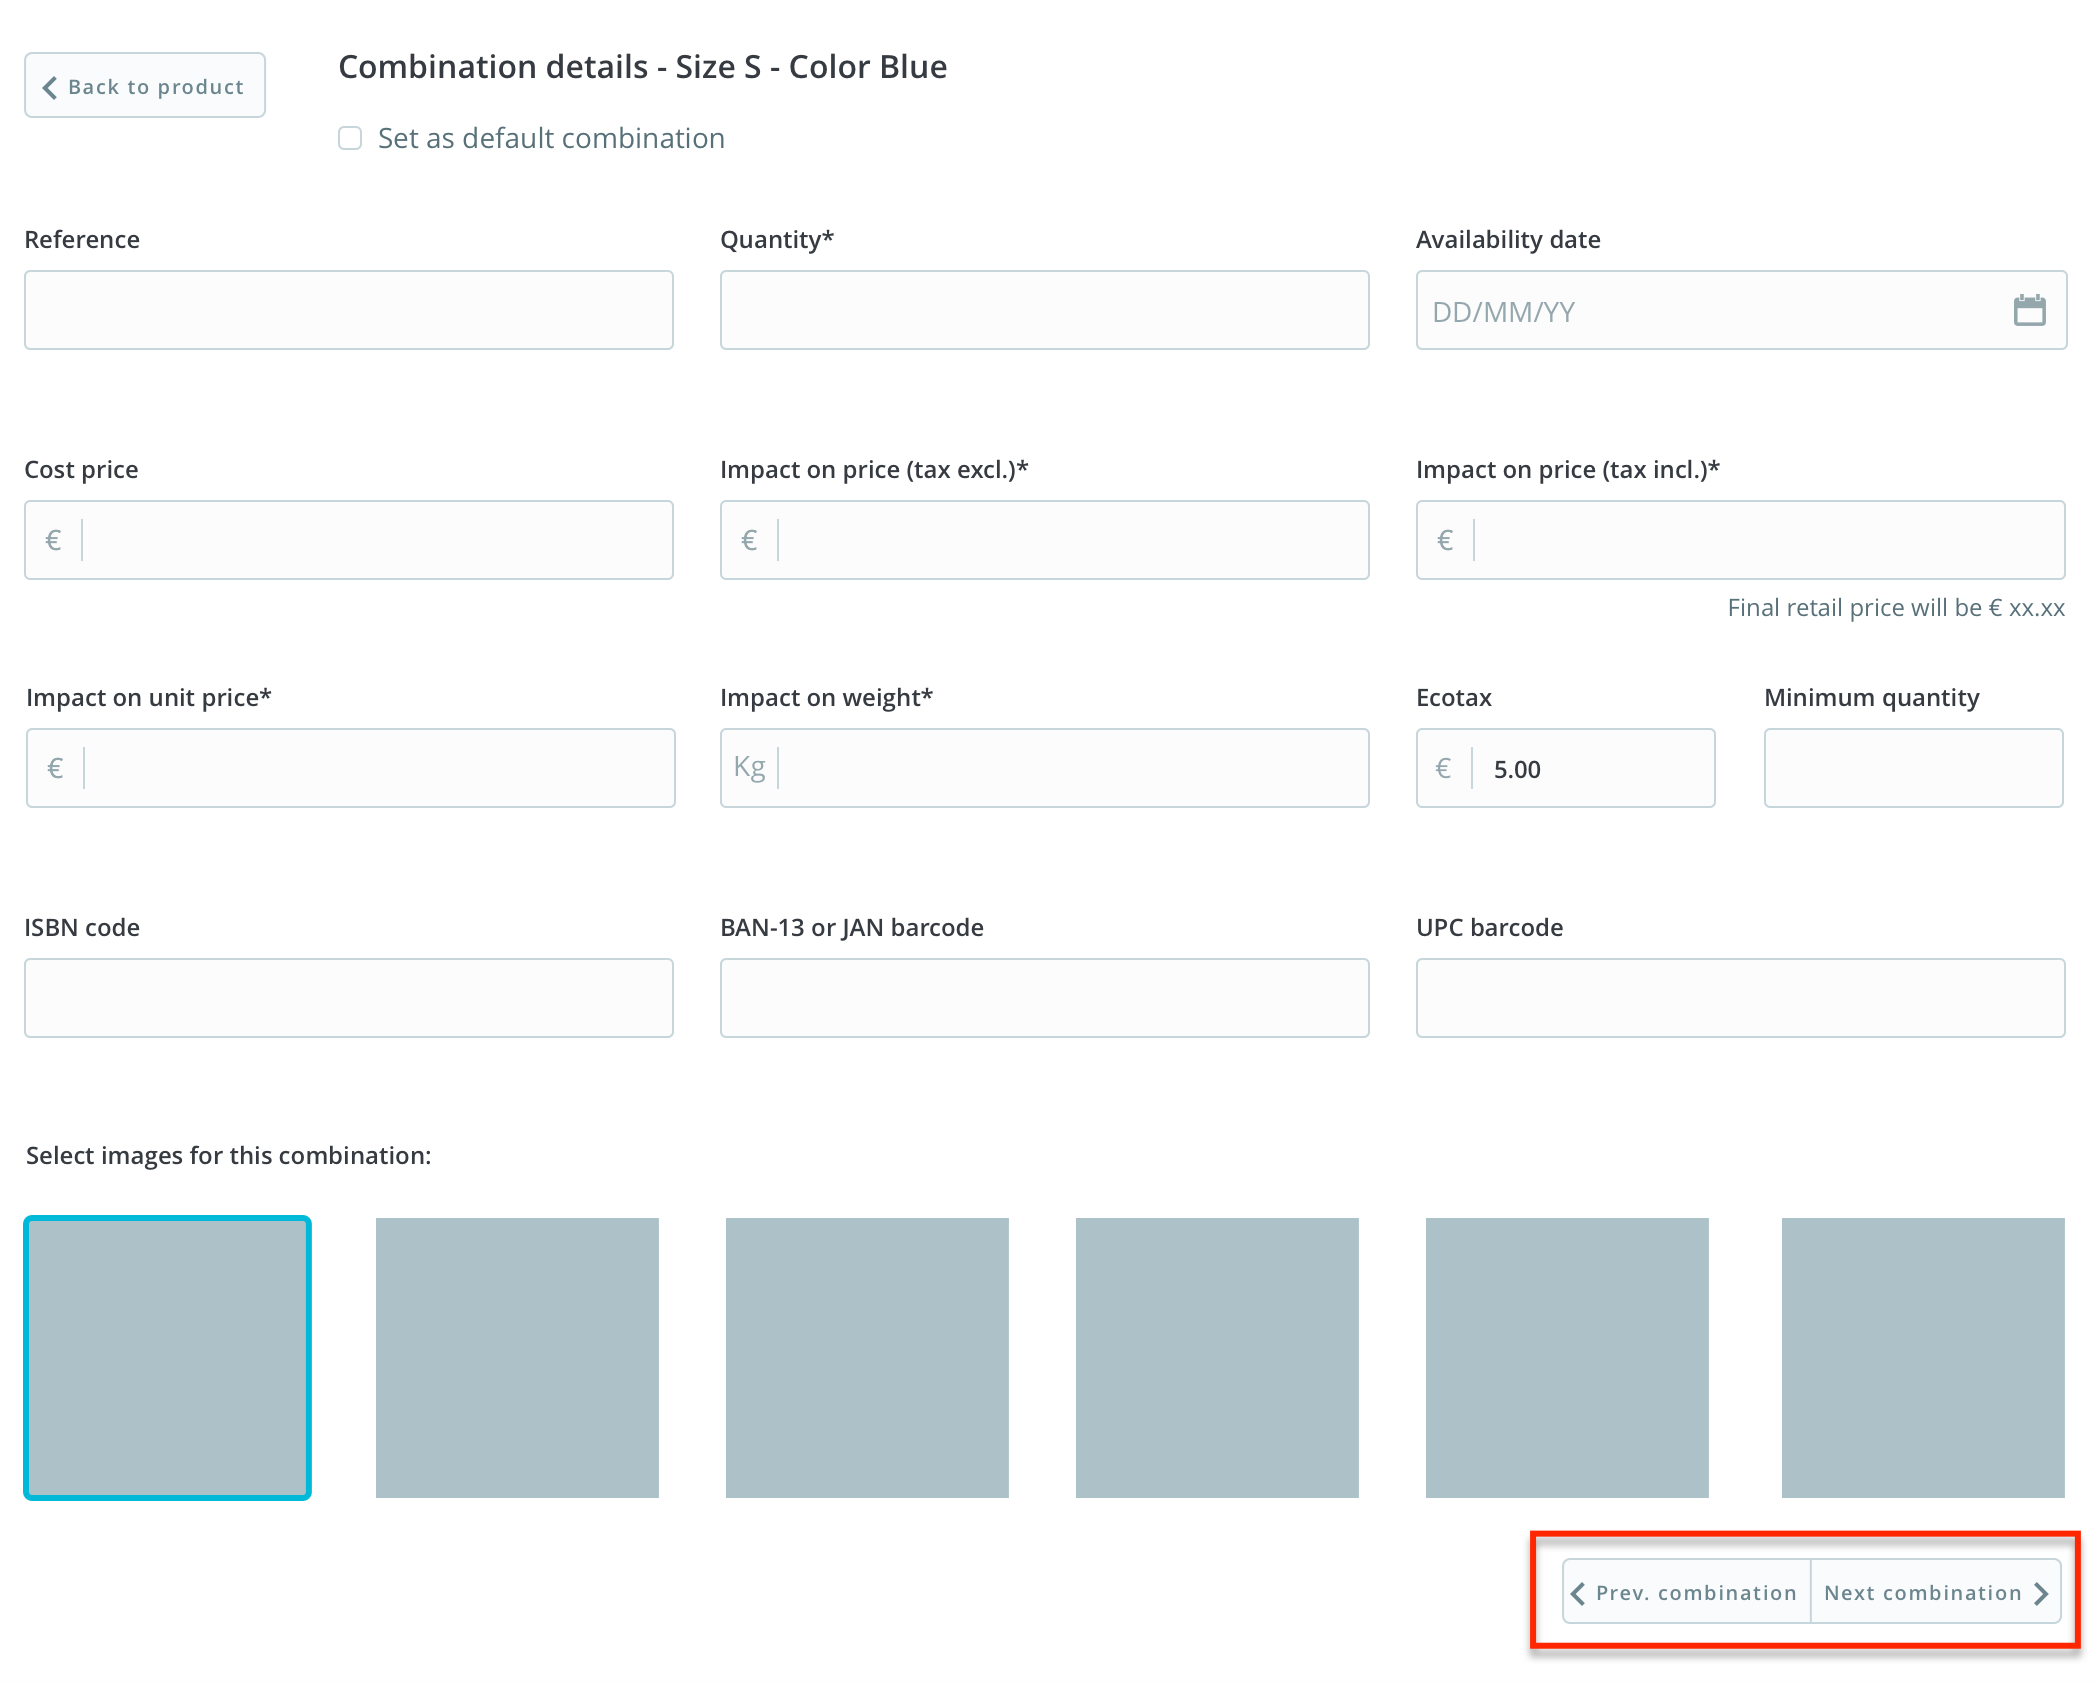 Back to product
Combination details - Size S - Color Blue
Set as default combination
Reference
Quantity*
Availability date
DD/MM/YY
Cost price
Impact on price (tax excl.)*
Impact on price (tax incl.)*
€
€
€
Final retail price will be € xx.xx
Impact on unit price*
Impact on weight*
Ecotax
Minimum quantity
€
Kg
€ 5.00
ISBN code
BAN-13 or JAN barcode
UPC barcode
Select images for this combination:
Prev. combination
Next combination